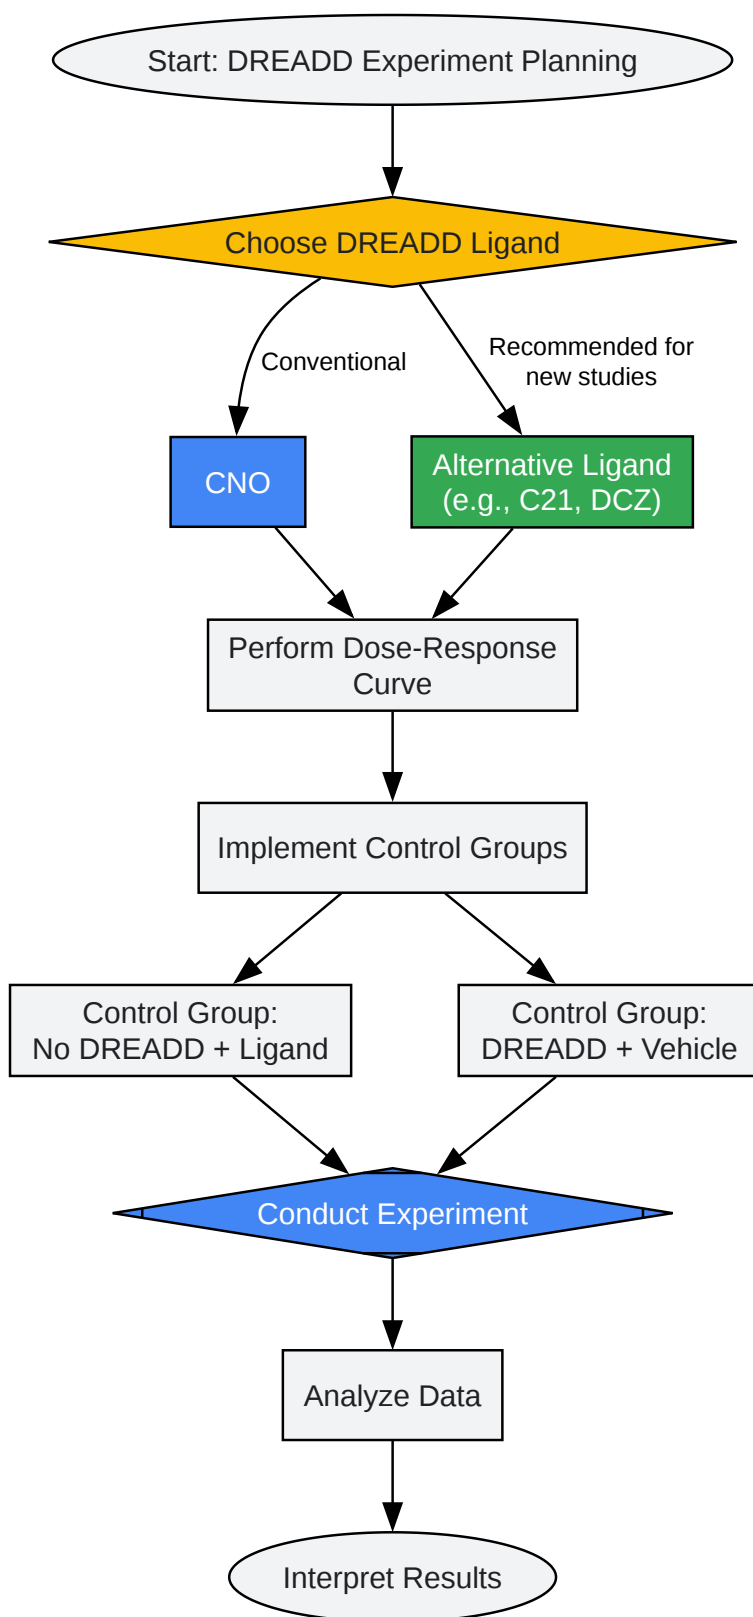 Start: DREADD Experiment Planning
Choose DREADD Ligand
Conventional
Recommended for
new studies
CNO
Alternative Ligand
(e.g., C21, DCZ)
Perform Dose-Response
Curve
Implement Control Groups
Control Group:
No DREADD + Ligand
Control Group:
DREADD + Vehicle
Conduct Experiment
Analyze Data
Interpret Results